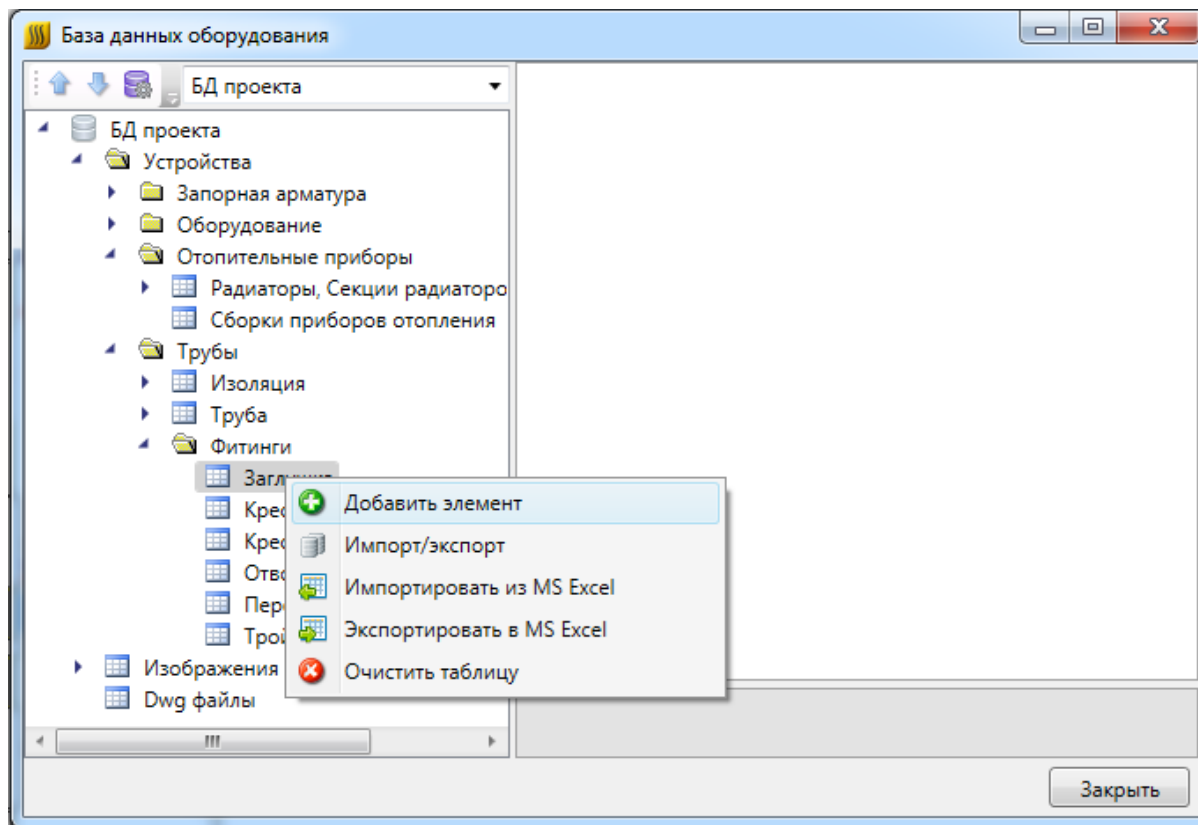 База данных оборудования
БД проекта
БД проекта
Устройства
Запорная арматура
Оборудование
Отопительные приборы
Радиаторы, Секции радиаторо
Сборки приборов отопления
Трубы
Изоляция
Труба
Фитинги
Добавить элемент
Импорт/экспорт
Импортировать из MS Excel
Экспортировать в MS Excel
Очистить таблицу
Изображения
Dwg файлы
Закрыть